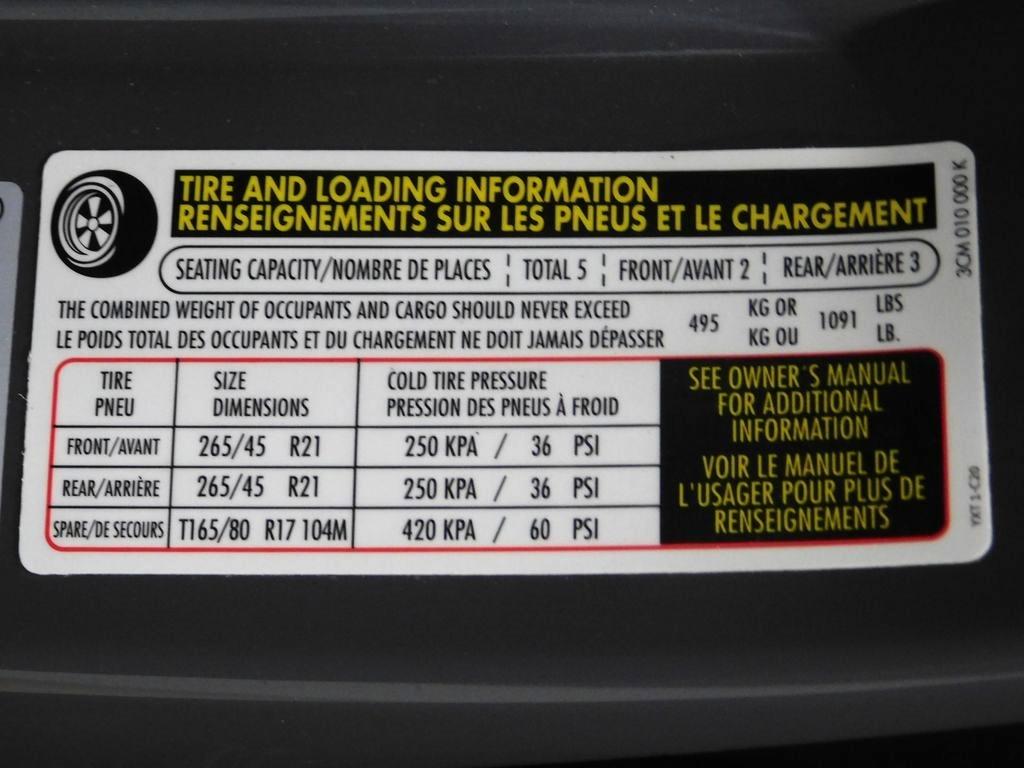 TIRE AND LOADING INFORMATION
RENSEIGNEMENTS SUR LES PNEUS ET LE CHARGEMENT
SEATING CAPACITY/NOMBRE DE PLACES ¦ TOTAL 5 ¦ FRONT/AVANT 2 ¦ REAR/ARRIÈRE 3
THE COMBINED WEIGHT OF OCCUPANTS AND CARGO SHOULD NEVER EXCEED
LE POIDS TOTAL DES OCCUPANTS ET DU CHARGEMENT NE DOIT JAMAIS DÉPASSER
495 KG OR 1091 LBS
KG OU LB.
TIRE SIZE COLD TIRE PRESSURE
PNEU DIMENSIONS PRESSION DES PNEUS À FROID
FRONT/AVANT 265/45 R21 250 KPA / 36 PSI
REAR/ARRIÈRE 265/45 R21 250 KPA / 36 PSI
SPARE/DE SECOURS T165/80 R17 104M 420 KPA / 60 PSI
SEE OWNER'S MANUAL
FOR ADDITIONAL
INFORMATION
VOIR LE MANUEL DE
L'USAGER POUR PLUS DE
RENSEIGNEMENTS
3CM 010 000 K
YXT 1-C20